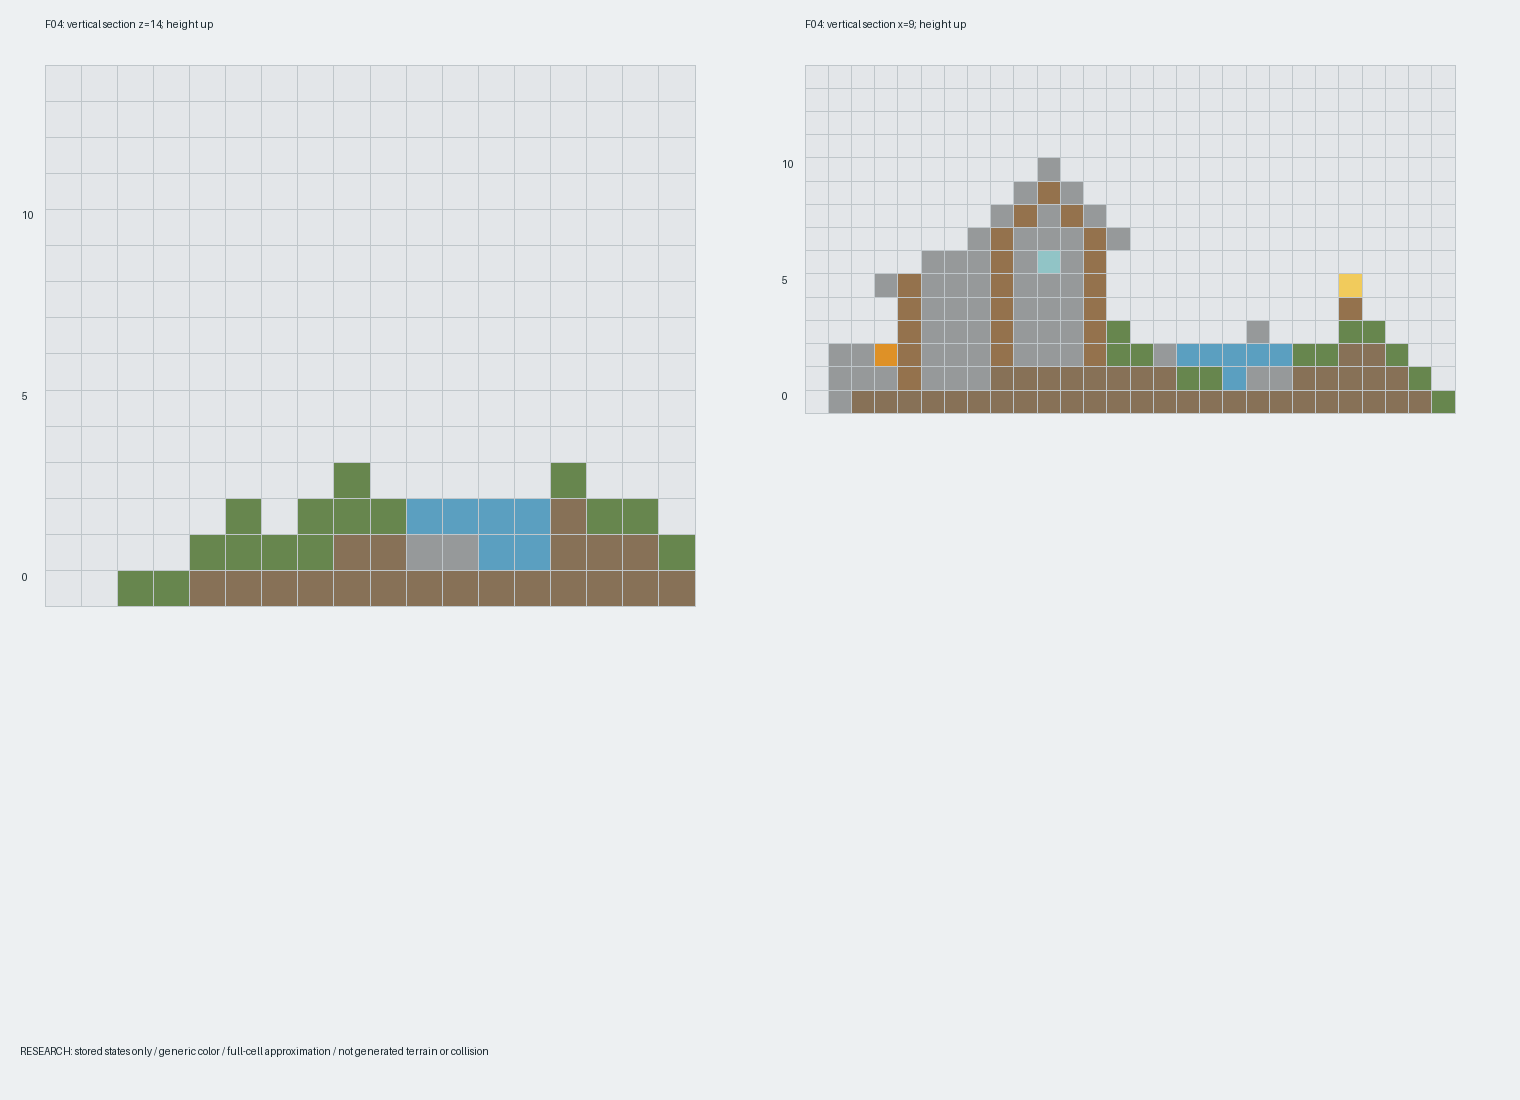 F04: vertical section z=14; height up
F04: vertical section x=9; height up
10
5
0
10
5
0
RESEARCH: stored states only / generic color / full-cell approximation / not generated terrain or collision